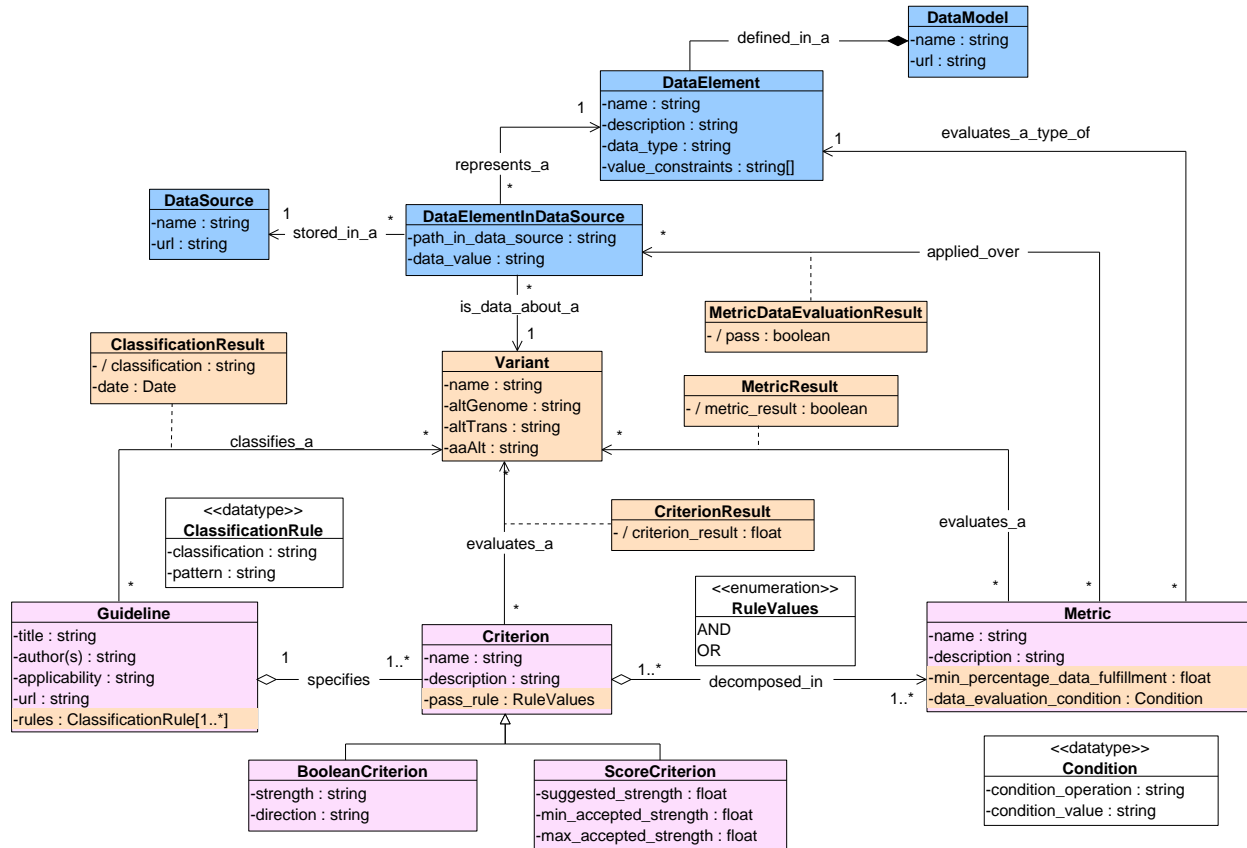 DataModel
-name : string
-url : string
defined_in_a
DataElement
-name : string
-description : string
-data_type : string
-value_constraints : string[]
1
1
evaluates_a_type_of
represents_a
*
DataSource
-name : string
-url : string
1
stored_in_a
*
DataElementInDataSource
-path_in_data_source : string
-data_value : string
*
applied_over
*
is_data_about_a
1
MetricDataEvaluationResult
- / pass : boolean
ClassificationResult
- / classification : string
-date : Date
Variant
-name : string
-altGenome : string
-altTrans : string
-aaAlt : string
MetricResult
- / metric_result : boolean
classifies_a
*
*
*
<<datatype>>
ClassificationRule
-classification : string
-pattern : string
CriterionResult
- / criterion_result : float
evaluates_a
evaluates_a
*
*
*
*
*
<<enumeration>>
RuleValues
AND
OR
Guideline
-title : string
-author(s) : string
-applicability : string
-url : string
-rules : ClassificationRule[1..*]
1
specifies
1..*
Criterion
-name : string
-description : string
-pass_rule : RuleValues
1..*
decomposed_in
1..*
Metric
-name : string
-description : string
-min_percentage_data_fulfillment : float
-data_evaluation_condition : Condition
BooleanCriterion
-strength : string
-direction : string
ScoreCriterion
-suggested_strength : float
-min_accepted_strength : float
-max_accepted_strength : float
<<datatype>>
Condition
-condition_operation : string
-condition_value : string